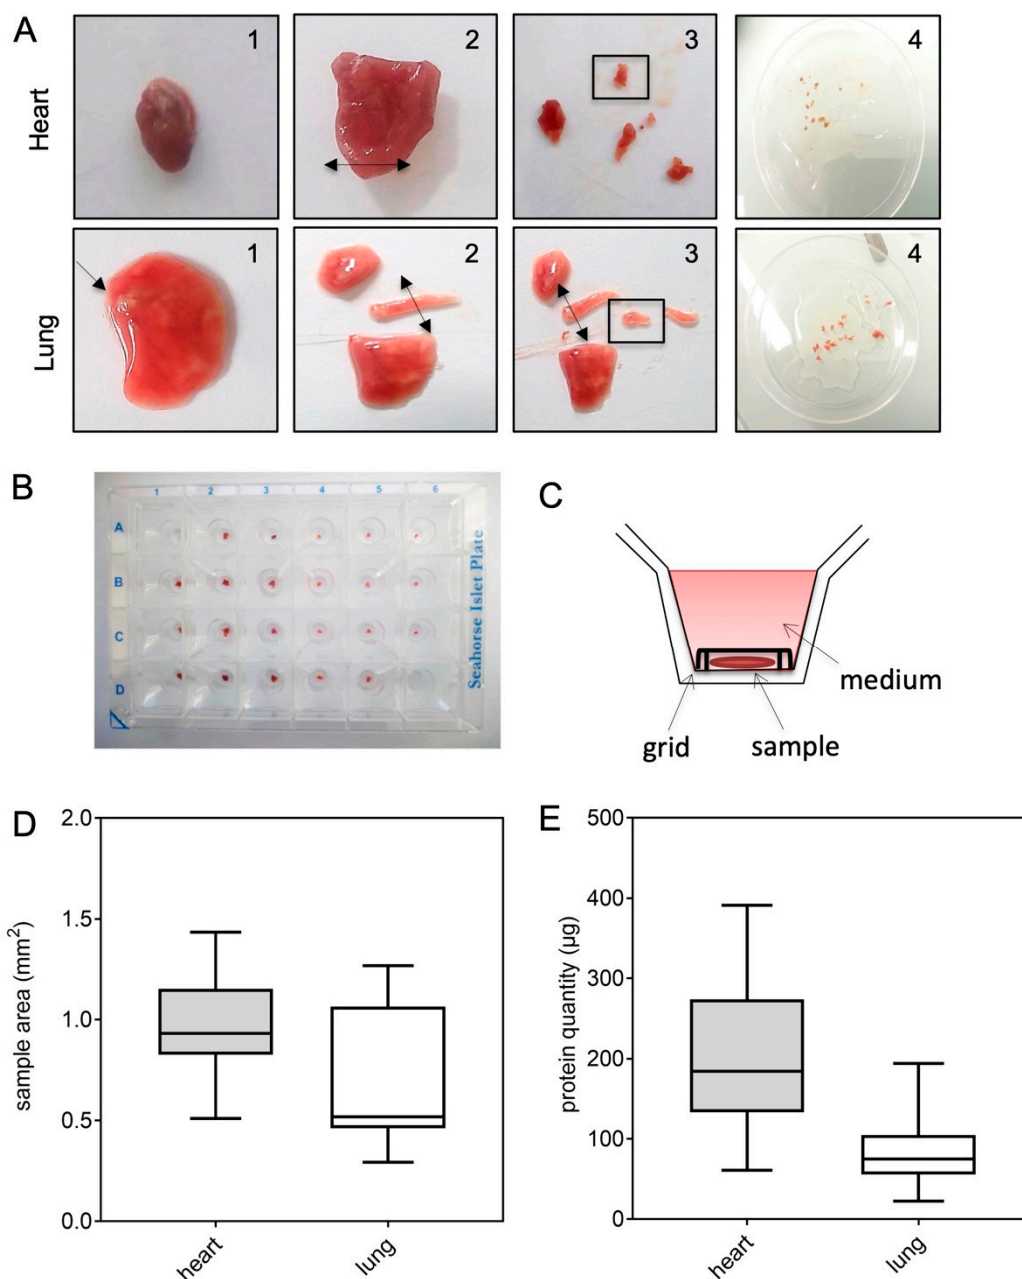 A
Heart
1
2
3
4
Lung
1
2
3
4
B
1 2 3 4 5 6
A
B
C
D
Seahorse Islet Plate
C
medium
grid
sample
D
sample area (mm²)
2.0
1.5
1.0
0.5
0.0
heart
lung
E
protein quantity (µg)
500
400
300
200
100
0
heart
lung